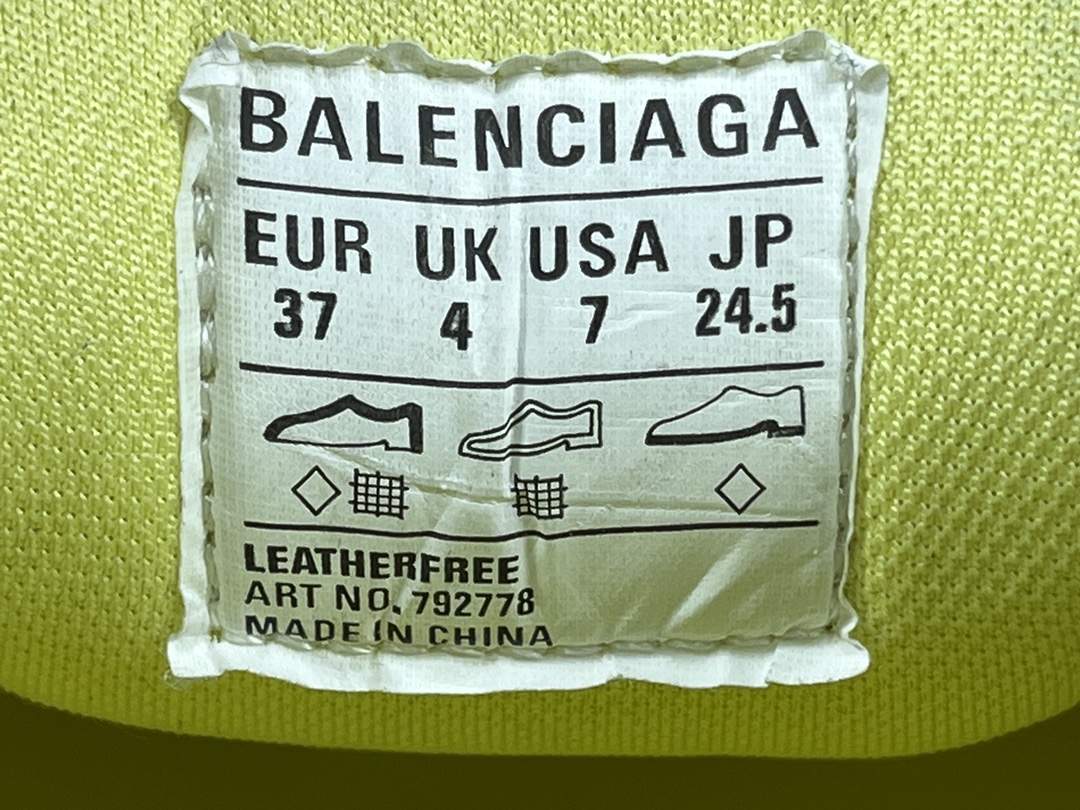 BALENCIAGA
EUR UK USA JP
37 4 7 24.5
LEATHERFREE
ART NO. 792778
MADE IN CHINA